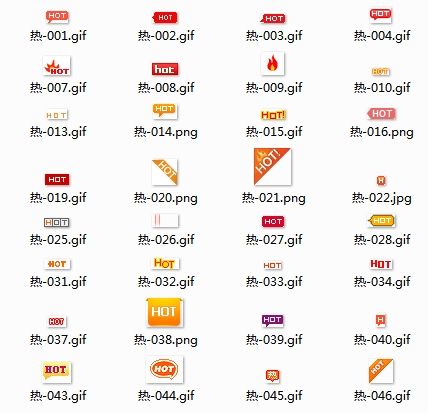 HOT HOT HOT HOT
热-001.gif 热-002.gif 热-003.gif 热-004.gif
HOT hot HOT
热-007.gif 热-008.gif 热-009.gif 热-010.gif
HOT HOT HOT! HOT
热-013.gif 热-014.png 热-015.gif 热-016.png
HOT HOT HOT! H
热-019.gif 热-020.png 热-021.png 热-022.jpg
HOT HOT HOT
热-025.gif 热-026.gif 热-027.gif 热-028.gif
HOT HOT HOT HOT
热-031.gif 热-032.gif 热-033.gif 热-034.gif
HOT HOT HOT H
热-037.gif 热-038.png 热-039.gif 热-040.gif
HOT HOT 热 HOT
热-043.gif 热-044.gif 热-045.gif 热-046.gif